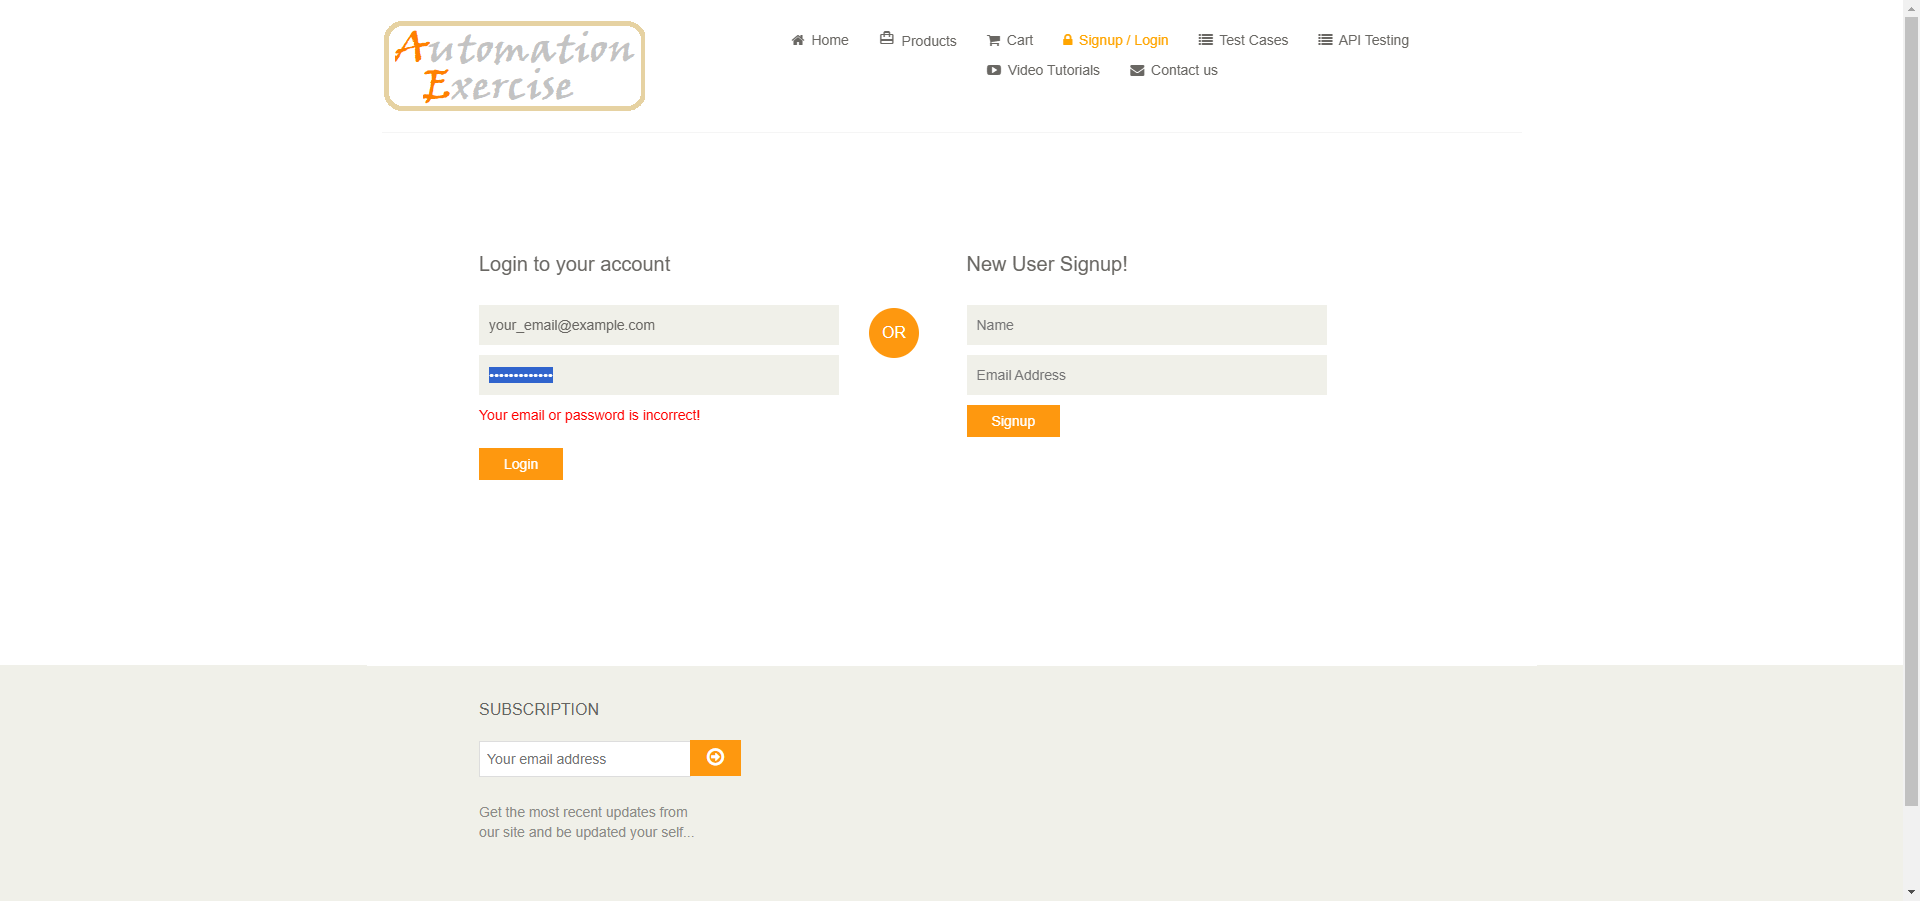 Automation
Exercise
Home
Products
Cart
Signup / Login
Test Cases
API Testing
Video Tutorials
Contact us
Login to your account
your_email@example.com
•••••••••••••
Your email or password is incorrect!
Login
OR
New User Signup!
Name
Email Address
Signup
SUBSCRIPTION
Your email address
Get the most recent updates from
our site and be updated your self...